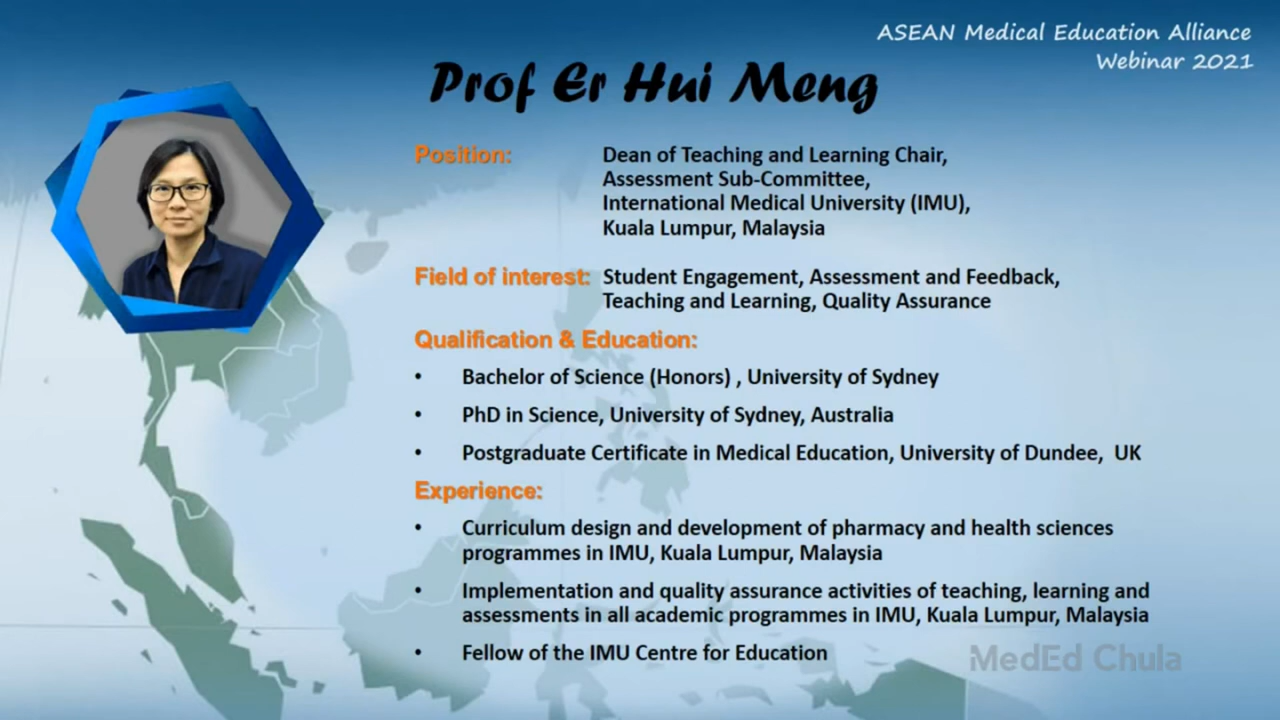 ASEAN Medical Education Alliance
Webinar 2021
Prof Er Hui Meng
Position: Dean of Teaching and Learning Chair,
Assessment Sub-Committee,
International Medical University (IMU),
Kuala Lumpur, Malaysia
Field of interest: Student Engagement, Assessment and Feedback,
Teaching and Learning, Quality Assurance
Qualification & Education:
• Bachelor of Science (Honors) , University of Sydney
• PhD in Science, University of Sydney, Australia
• Postgraduate Certificate in Medical Education, University of Dundee, UK
Experience:
• Curriculum design and development of pharmacy and health sciences
programmes in IMU, Kuala Lumpur, Malaysia
• Implementation and quality assurance activities of teaching, learning and
assessments in all academic programmes in IMU, Kuala Lumpur, Malaysia
• Fellow of the IMU Centre for Education
MedEd Chula